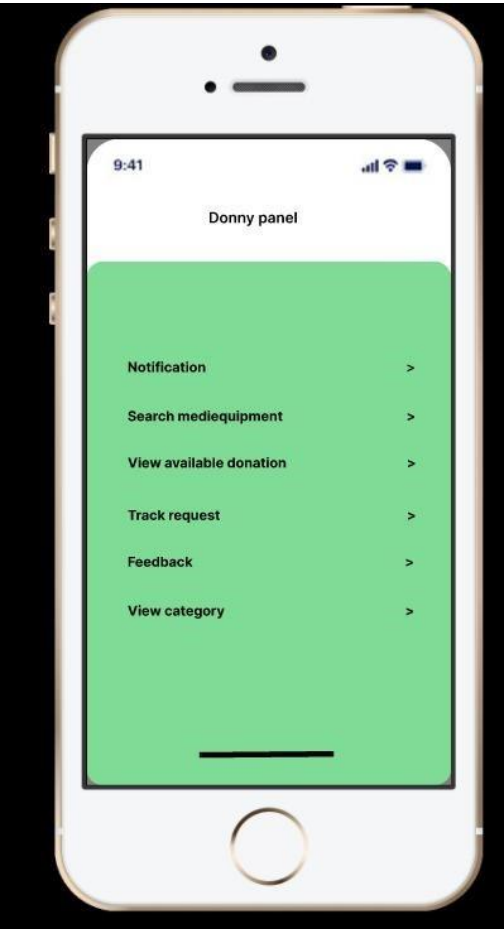 9:41
Donny panel
Notification >
Search mediequipment >
View available donation >
Track request >
Feedback >
View category >